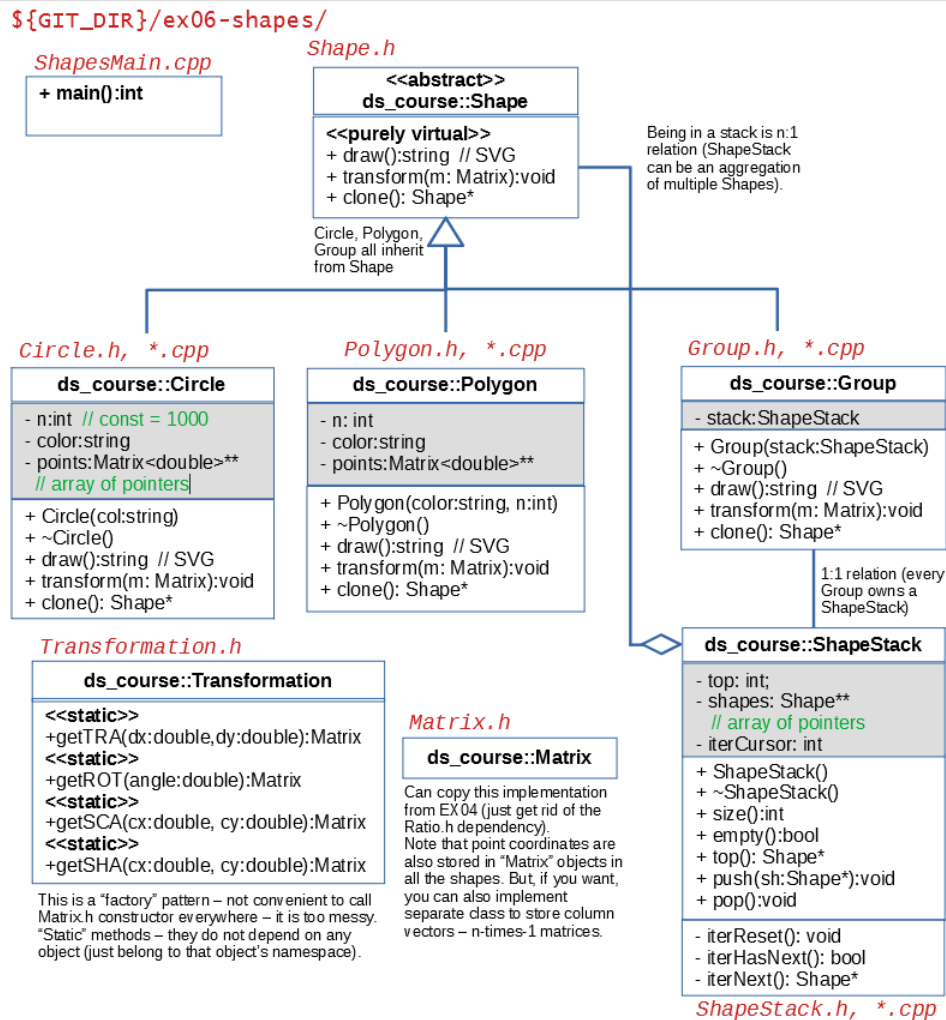 ${GIT_DIR}/ex06-shapes/
ShapesMain.cpp
+ main():int
Shape.h
<<abstract>>
ds_course::Shape
<<purely virtual>>
+ draw():string // SVG
+ transform(m: Matrix):void
+ clone(): Shape*
Being in a stack is n:1
relation (ShapeStack
can be an aggregation
of multiple Shapes).
Circle, Polygon,
Group all inherit
from Shape
Circle.h, *.cpp
ds_course::Circle
- n:int // const = 1000
- color:string
- points:Matrix<double>**
// array of pointers
+ Circle(col:string)
+ ~Circle()
+ draw():string // SVG
+ transform(m: Matrix):void
+ clone(): Shape*
Polygon.h, *.cpp
ds_course::Polygon
- n: int
- color:string
- points:Matrix<double>**
+ Polygon(color:string, n:int)
+ ~Polygon()
+ draw():string // SVG
+ transform(m: Matrix):void
+ clone(): Shape*
Group.h, *.cpp
ds_course::Group
- stack:ShapeStack
+ Group(stack:ShapeStack)
+ ~Group()
+ draw():string // SVG
+ transform(m: Matrix):void
+ clone(): Shape*
1:1 relation (every
Group owns a
ShapeStack)
Transformation.h
ds_course::Transformation
<<static>>
+getTRA(dx:double,dy:double):Matrix
<<static>>
+getROT(angle:double):Matrix
<<static>>
+getSCA(cx:double, cy:double):Matrix
<<static>>
+getSHA(cx:double, cy:double):Matrix
This is a “factory” pattern – not convenient to call
Matrix.h constructor everywhere – it is too messy.
“Static” methods – they do not depend on any
object (just belong to that object’s namespace).
Matrix.h
ds_course::Matrix
Can copy this implementation
from EX04 (just get rid of the
Ratio.h dependency).
Note that point coordinates are
also stored in “Matrix” objects in
all the shapes. But, if you want,
you can also implement
separate class to store column
vectors – n-times-1 matrices.
ds_course::ShapeStack
- top: int;
- shapes: Shape**
// array of pointers
- iterCursor: int
+ ShapeStack()
+ ~ShapeStack()
+ size():int
+ empty():bool
+ top(): Shape*
+ push(sh:Shape*):void
+ pop():void
- iterReset(): void
- iterHasNext(): bool
- iterNext(): Shape*
ShapeStack.h, *.cpp